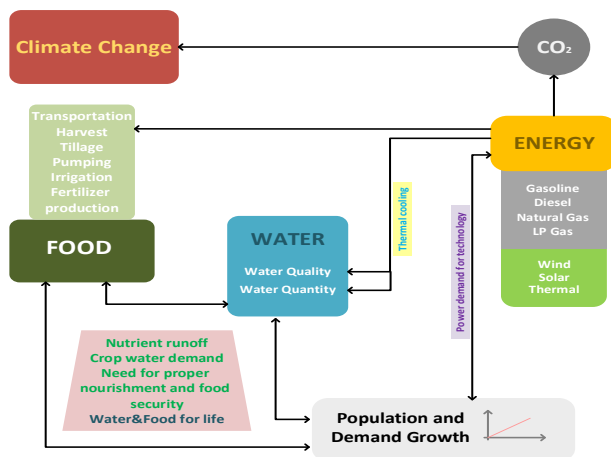 Climate Change
CO₂
Transportation
Harvest
Tillage
Pumping
Irrigation
Fertilizer
production
ENERGY
Gasoline
Diesel
Natural Gas
LP Gas
Wind
Solar
Thermal
FOOD
WATER
Water Quality
Water Quantity
Thermal cooling
Power demand for technology
Nutrient runoff
Crop water demand
Need for proper
nourishment and food
security
Water&Food for life
Population and
Demand Growth